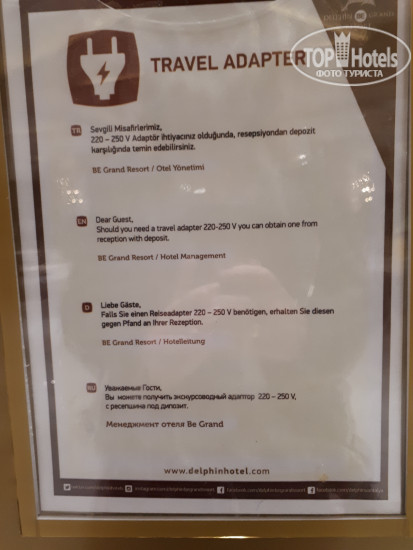 TRAVEL ADAPTER
TOP Hotels
ФОТО ТУРИСТА
TR
Sevgili Misafirlerimiz,
220 – 250 V Adaptör ihtiyacınız olduğunda, resepsiyondan depozit
karşılığında temin edebilirsiniz.
BE Grand Resort / Otel Yönetimi
EN
Dear Guest,
Should you need a travel adapter 220-250 V you can obtain one from
reception with deposit.
BE Grand Resort / Hotel Management
D
Liebe Gäste,
Falls Sie einen Reiseadapter 220 – 250 V benötigen, erhalten Sie diesen
gegen Pfand an Ihrer Rezeption.
BE Grand Resort / Hotelleitung
RU
Уважаемые Гости,
Вы можете получить экскурсоводный адаптор 220 – 250 V,
с ресепшина под дипозит.
Менеджмент отеля Be Grand
www.delphinhotel.com